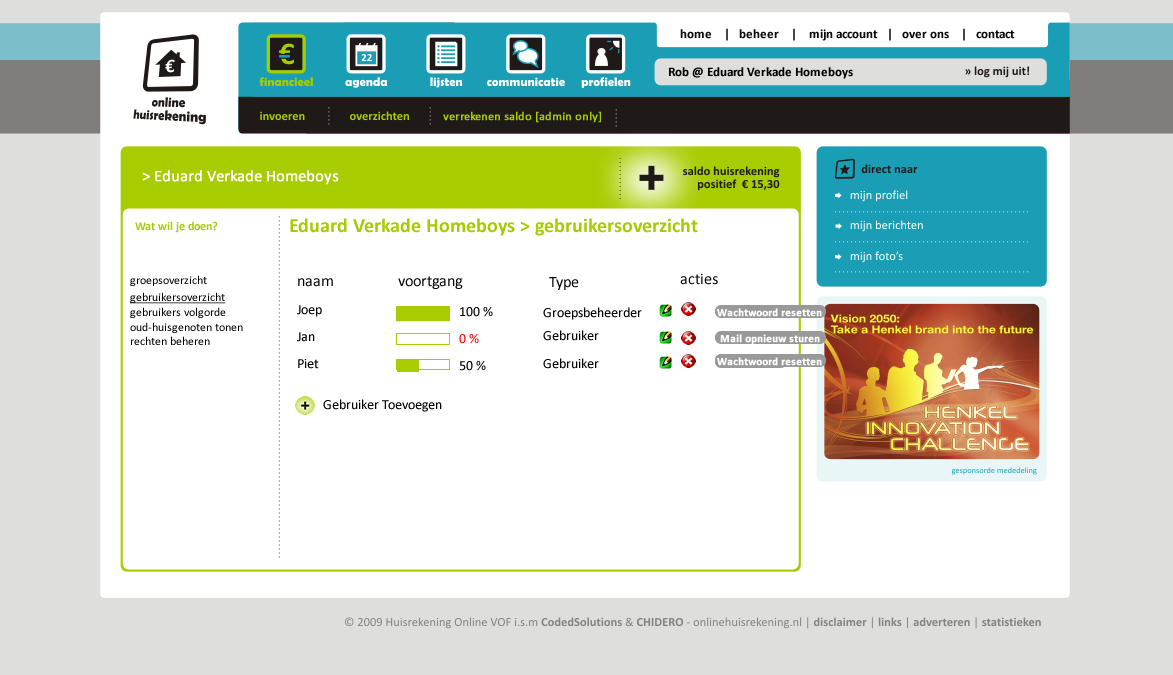 home | beheer | mijn account | over ons | contact
€
22
financieel agenda lijsten communicatie profielen
Rob @ Eduard Verkade Homeboys » log mij uit!
€
online
huisrekening
invoeren overzichten verrekenen saldo [admin only]
> Eduard Verkade Homeboys
saldo huisrekening
positief € 15,30
direct naar
mijn profiel
mijn berichten
mijn foto's
Wat wil je doen?
groepsoverzicht
gebruikersoverzicht
gebruikers volgorde
oud-huisgenoten tonen
rechten beheren
Eduard Verkade Homeboys > gebruikersoverzicht
naam voortgang Type acties
Joep 100 % Groepsbeheerder Wachtwoord resetten
Jan 0 % Gebruiker Mail opnieuw sturen
Piet 50 % Gebruiker Wachtwoord resetten
Gebruiker Toevoegen
Vision 2050:
Take a Henkel brand into the future
HENKEL
INNOVATION
CHALLENGE
gesponsorde mededeling
© 2009 Huisrekening Online VOF i.s.m CodedSolutions & CHIDERO - onlinehuisrekening.nl | disclaimer | links | adverteren | statistieken